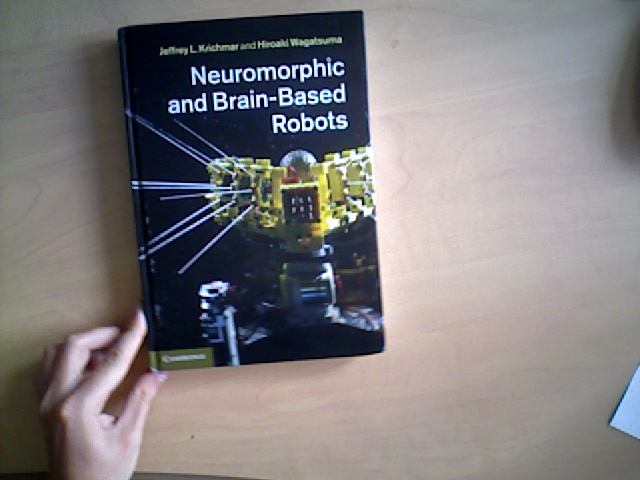 Jeffrey L. Krichmar and Hiroaki Wagatsuma
Neuromorphic
and Brain-Based
Robots
CAMBRIDGE